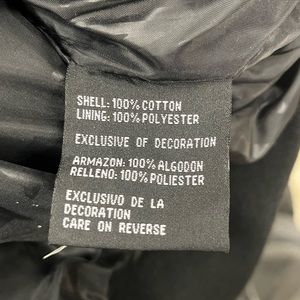 SHELL: 100% COTTON
LINING: 100% POLYESTER
EXCLUSIVE OF DECORATION
ARMAZON: 100% ALGODON
RELLENO: 100% POLIESTER
EXCLUSIVO DE LA
DECORATION
CARE ON REVERSE